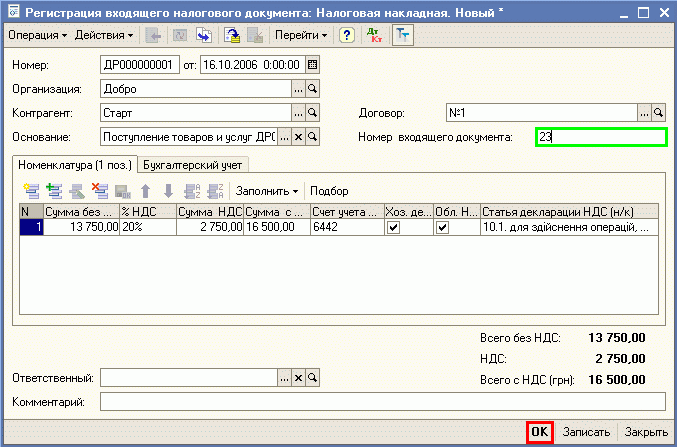 Регистрация входящего налогового документа: Налоговая накладная. Новый *
Операция Действия Перейти ? Дт Кт Тт
Номер: ДР000000001 от: 16.10.2006 0:00:00
Организация: Добро ...
Контрагент: Старт ... Договор: №1 ...
Основание: Поступление товаров и услуг ДР0 ... × Номер входящего документа: 23
Номенклатура (1 поз.) Бухгалтерский учет
Заполнить Подбор
N Сумма без ... % НДС Сумма НДС Сумма с ... Счет учета ... Хоз. де... Обл. Н... Статья декларации НДС (н/к)
1 13 750,00 20% 2 750,00 16 500,00 6442 10.1. для здійснення операцій, ...
Всего без НДС: 13 750,00
НДС: 2 750,00
Ответственный: ... × Всего с НДС (грн): 16 500,00
Комментарий:
OK Записать Закрыть